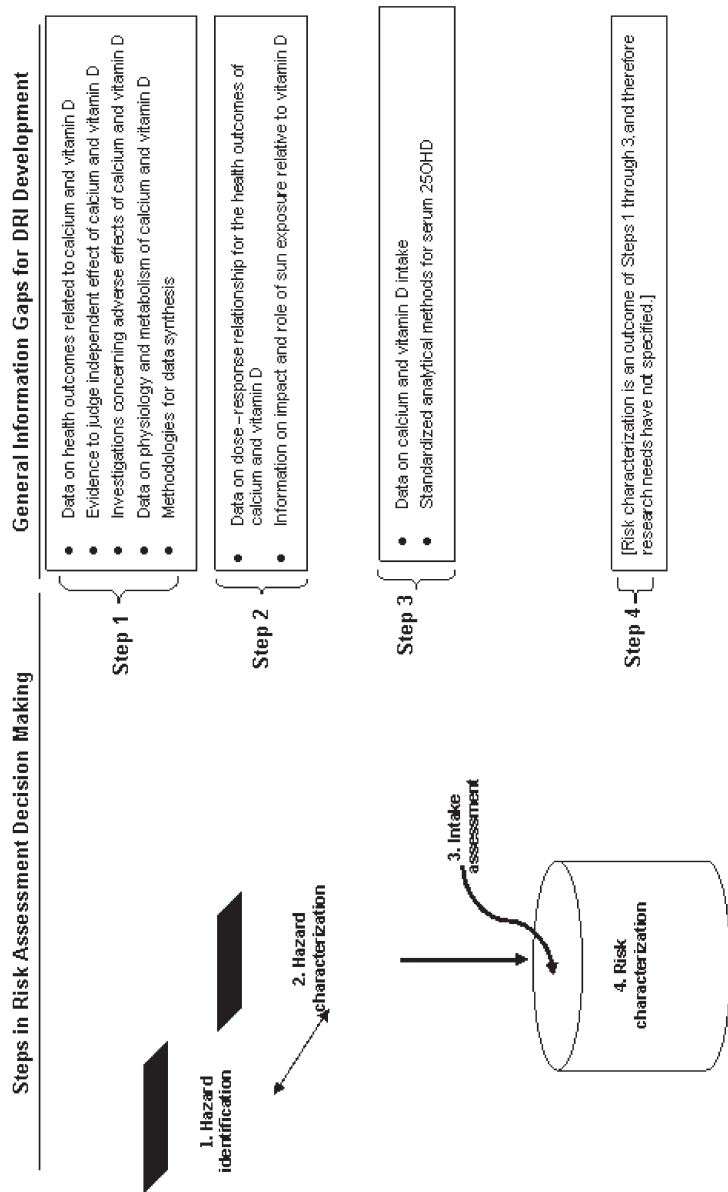 Steps in Risk Assessment Decision Making
General Information Gaps for DRI Development
1. Hazard
identification
2. Hazard
characterization
3. Intake
assessment
4. Risk
characterization
Step 1
• Data on health outcomes related to calcium and vitamin D
• Evidence to judge independent effect of calcium and vitamin D
• Investigations concerning adverse effects of calcium and vitamin D
• Data on physiology and metabolism of calcium and vitamin D
• Methodologies for data synthesis
Step 2
• Data on dose–response relationship for the health outcomes of
calcium and vitamin D
• Information on impact and role of sun exposure relative to vitamin D
Step 3
• Data on calcium and vitamin D intake
• Standardized analytical methods for serum 25OHD
Step 4
[Risk characterization is an outcome of Steps 1 through 3, and therefore
research needs have not specified.]